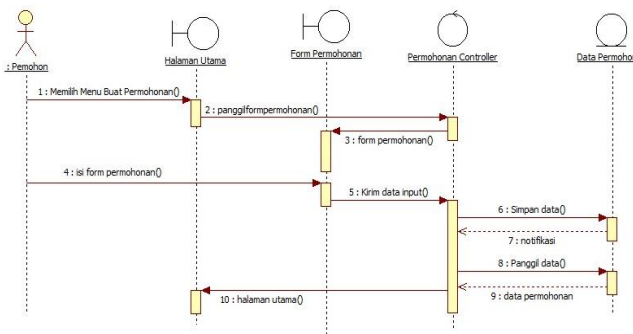 : Pemohon
Halaman Utama
Form Permohonan
Permohonan Controller
Data Permoho
1 : Memilih Menu Buat Permohonan()
2 : panggilformpermohonan()
3 : form permohonan()
4 : isi form permohonan()
5 : Kirim data input()
6 : Simpan data()
7 : notifikasi
8 : Panggil data()
9 : data permohonan
10 : halaman utama()